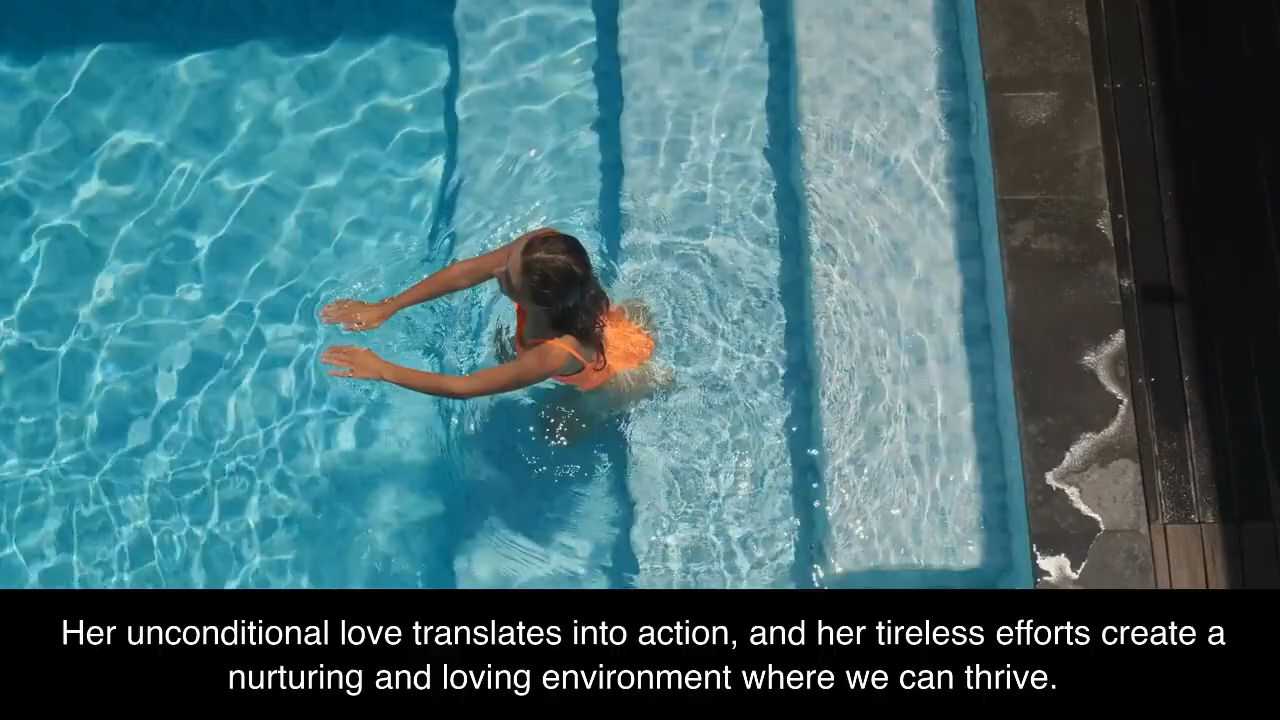 Her unconditional love translates into action, and her tireless efforts create a
nurturing and loving environment where we can thrive.